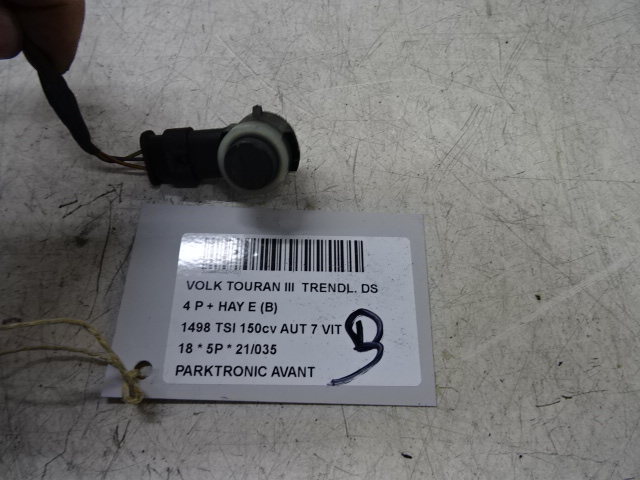 VOLK TOURAN III TRENDL. DS
4 P + HAY E (B)
1498 TSI 150cv AUT 7 VIT
18 * 5P * 21/035
PARKTRONIC AVANT